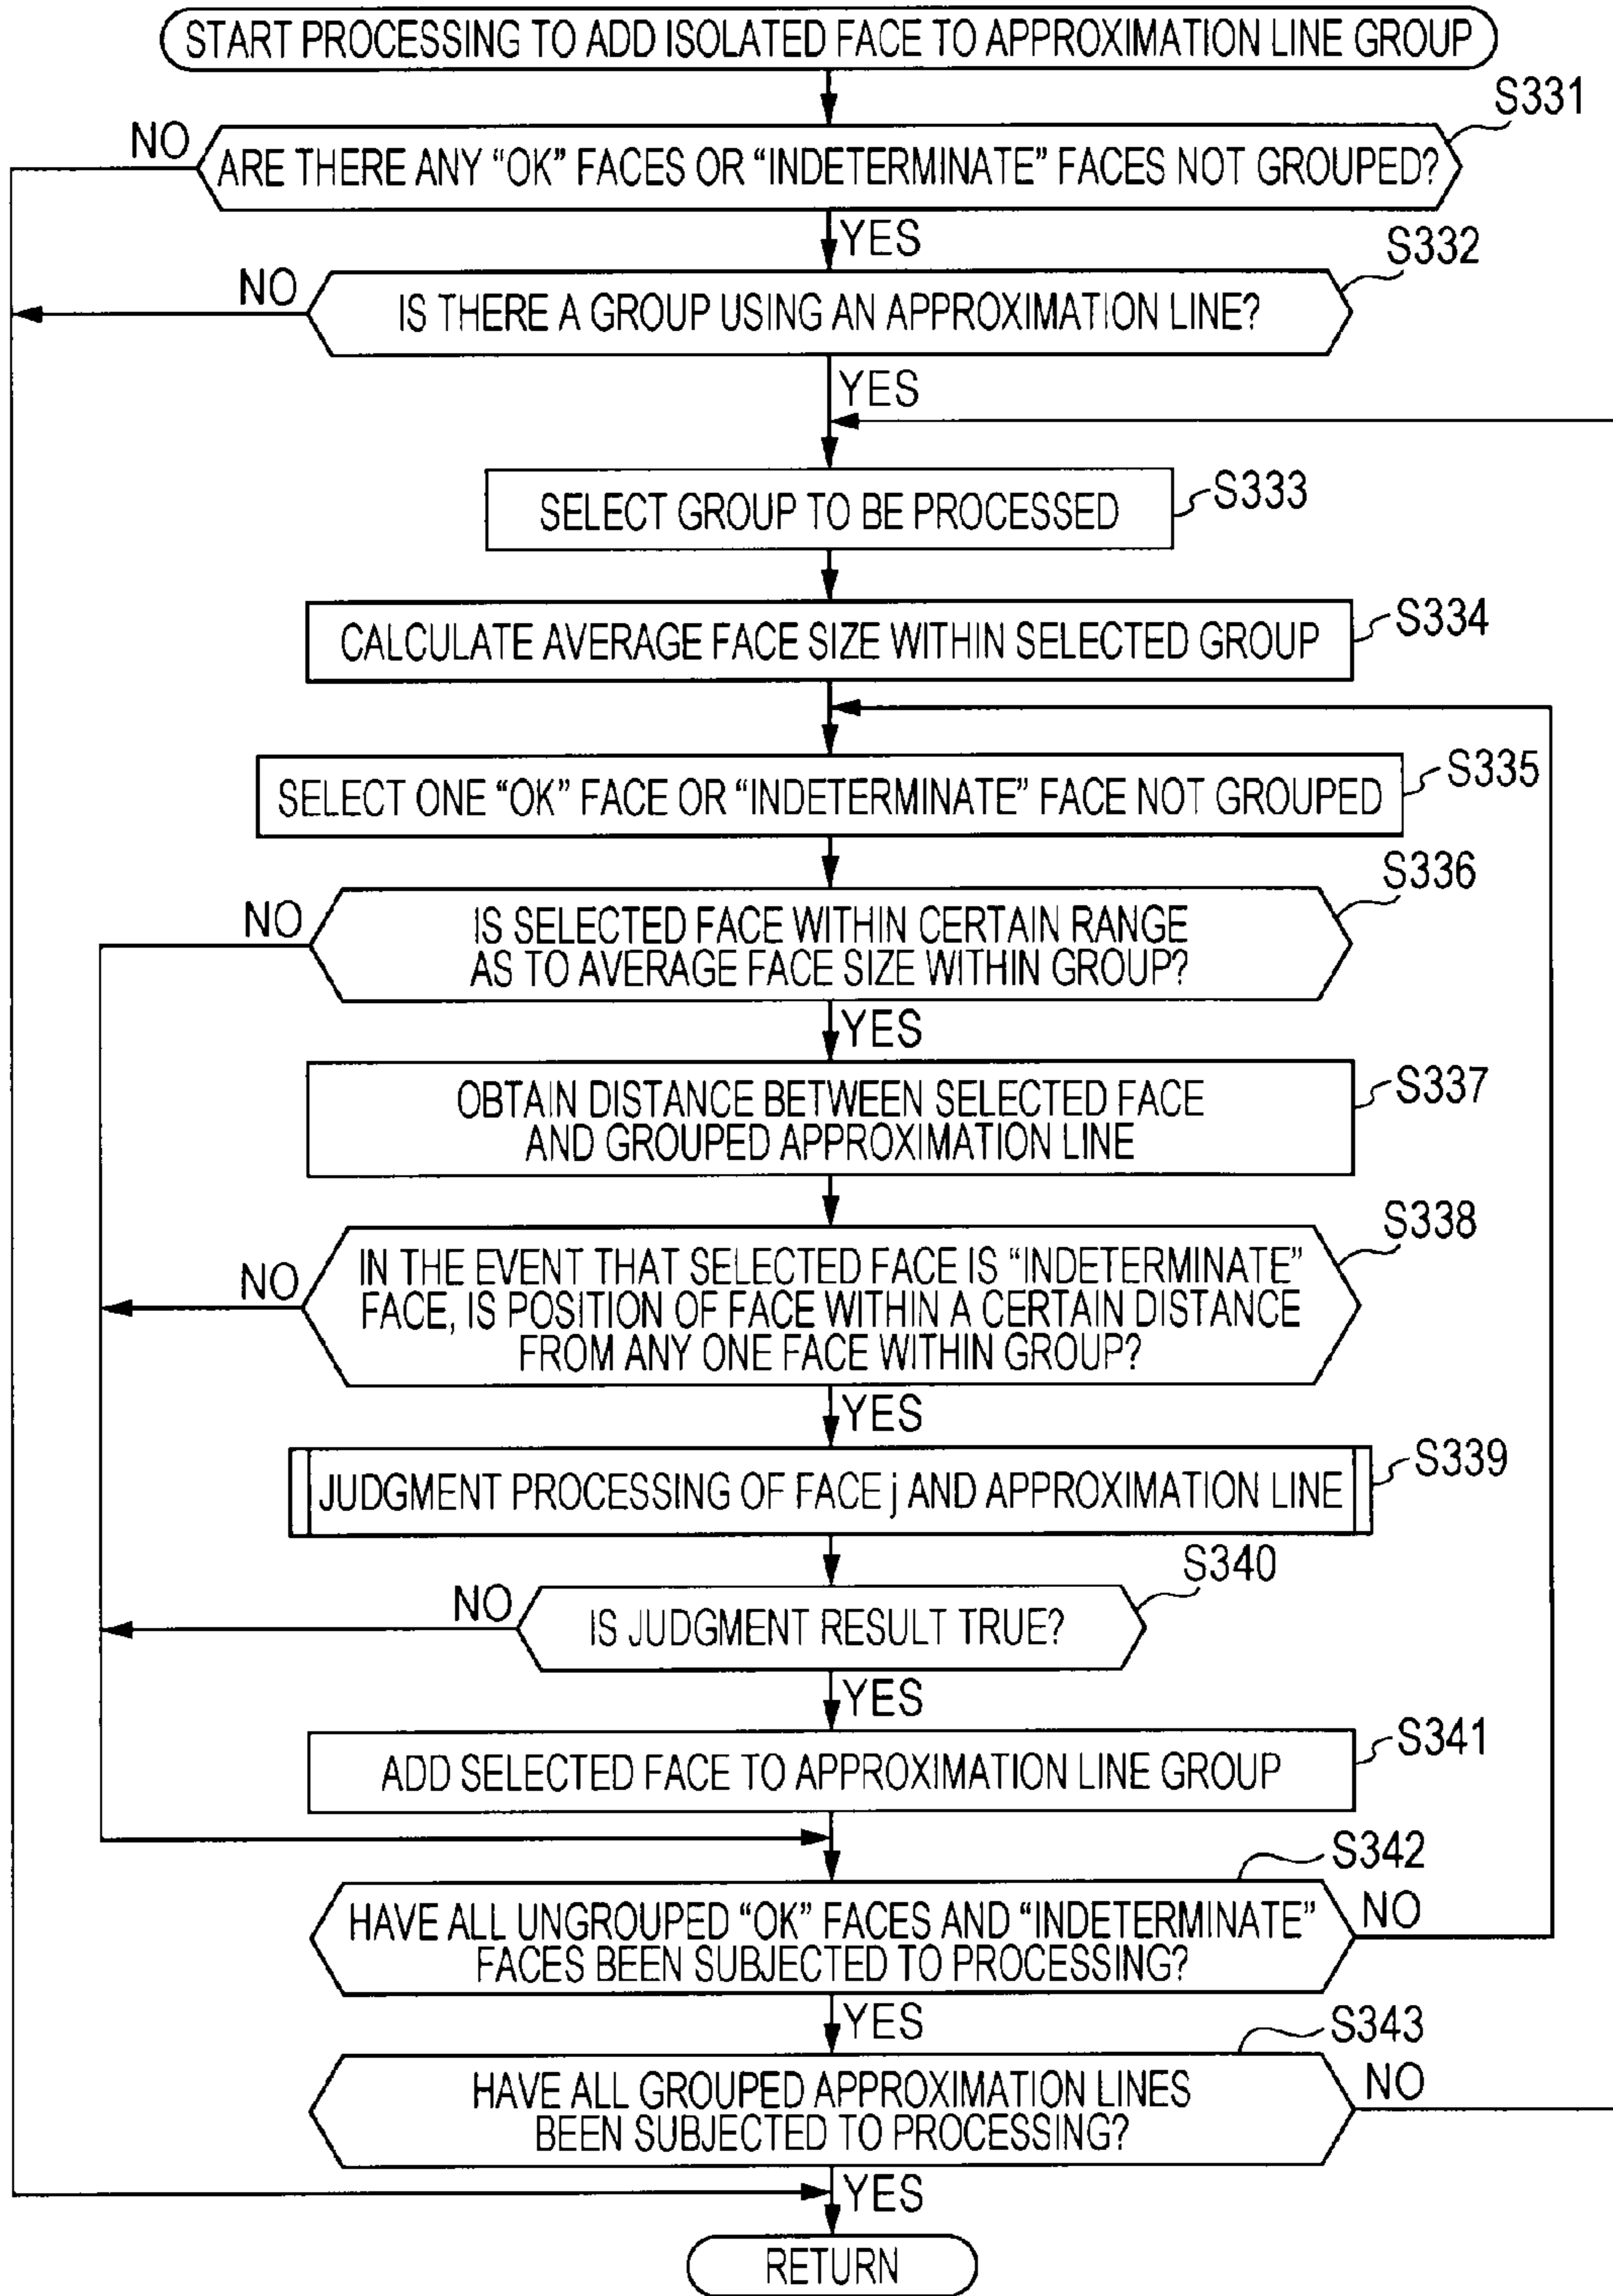 START PROCESSING TO ADD ISOLATED FACE TO APPROXIMATION LINE GROUP
S331
NO
ARE THERE ANY “OK” FACES OR “INDETERMINATE” FACES NOT GROUPED?
YES
S332
NO
IS THERE A GROUP USING AN APPROXIMATION LINE?
YES
S333
SELECT GROUP TO BE PROCESSED
S334
CALCULATE AVERAGE FACE SIZE WITHIN SELECTED GROUP
S335
SELECT ONE “OK” FACE OR “INDETERMINATE” FACE NOT GROUPED
S336
NO
IS SELECTED FACE WITHIN CERTAIN RANGE
AS TO AVERAGE FACE SIZE WITHIN GROUP?
YES
S337
OBTAIN DISTANCE BETWEEN SELECTED FACE
AND GROUPED APPROXIMATION LINE
S338
NO
IN THE EVENT THAT SELECTED FACE IS “INDETERMINATE”
FACE, IS POSITION OF FACE WITHIN A CERTAIN DISTANCE
FROM ANY ONE FACE WITHIN GROUP?
YES
S339
JUDGMENT PROCESSING OF FACE j AND APPROXIMATION LINE
S340
NO
IS JUDGMENT RESULT TRUE?
YES
S341
ADD SELECTED FACE TO APPROXIMATION LINE GROUP
S342
HAVE ALL UNGROUPED “OK” FACES AND “INDETERMINATE”
FACES BEEN SUBJECTED TO PROCESSING?
NO
YES
S343
HAVE ALL GROUPED APPROXIMATION LINES
BEEN SUBJECTED TO PROCESSING?
NO
YES
RETURN